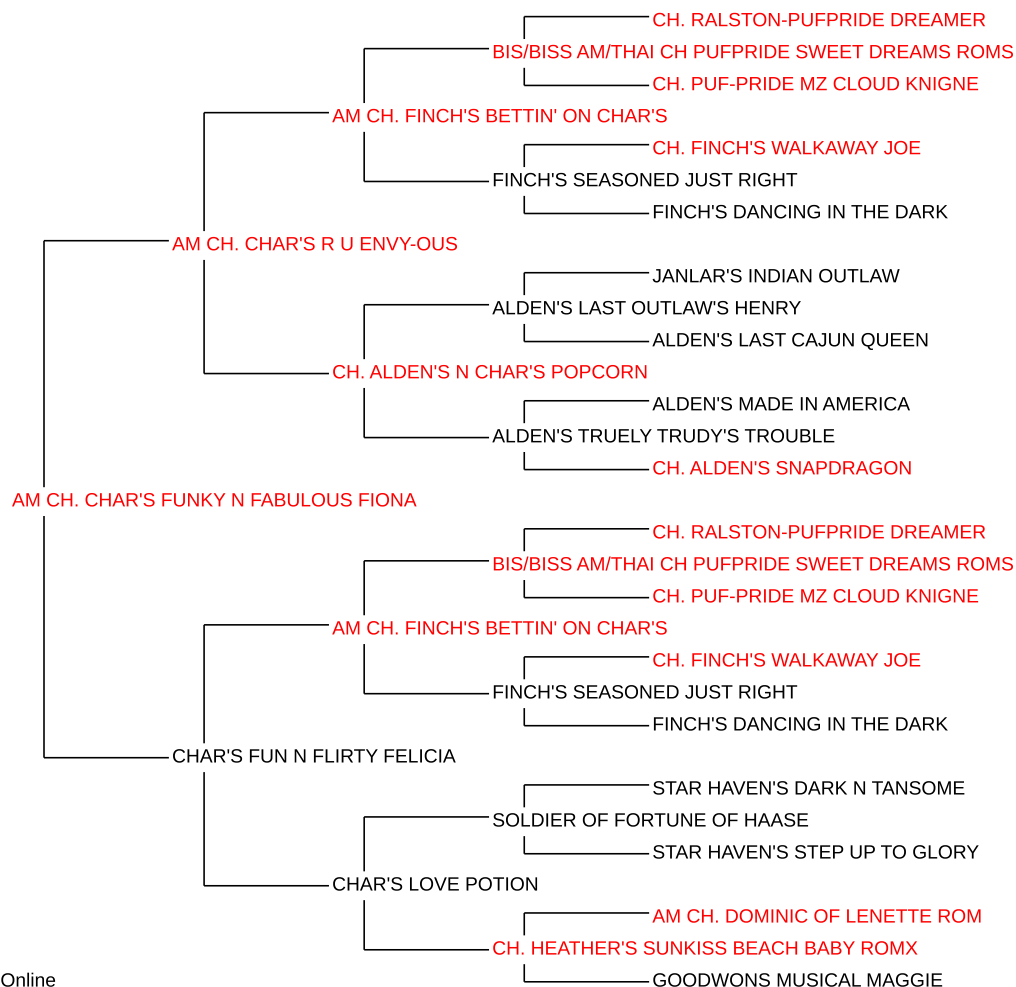 CH. RALSTON-PUFPRIDE DREAMER
BIS/BISS AM/THAI CH PUFPRIDE SWEET DREAMS ROMS
CH. PUF-PRIDE MZ CLOUD KNIGNE
AM CH. FINCH'S BETTIN' ON CHAR'S
CH. FINCH'S WALKAWAY JOE
FINCH'S SEASONED JUST RIGHT
FINCH'S DANCING IN THE DARK
AM CH. CHAR'S R U ENVY-OUS
JANLAR'S INDIAN OUTLAW
ALDEN'S LAST OUTLAW'S HENRY
ALDEN'S LAST CAJUN QUEEN
CH. ALDEN'S N CHAR'S POPCORN
ALDEN'S MADE IN AMERICA
ALDEN'S TRUELY TRUDY'S TROUBLE
CH. ALDEN'S SNAPDRAGON
AM CH. CHAR'S FUNKY N FABULOUS FIONA
CH. RALSTON-PUFPRIDE DREAMER
BIS/BISS AM/THAI CH PUFPRIDE SWEET DREAMS ROMS
CH. PUF-PRIDE MZ CLOUD KNIGNE
AM CH. FINCH'S BETTIN' ON CHAR'S
CH. FINCH'S WALKAWAY JOE
FINCH'S SEASONED JUST RIGHT
FINCH'S DANCING IN THE DARK
CHAR'S FUN N FLIRTY FELICIA
STAR HAVEN'S DARK N TANSOME
SOLDIER OF FORTUNE OF HAASE
STAR HAVEN'S STEP UP TO GLORY
CHAR'S LOVE POTION
AM CH. DOMINIC OF LENETTE ROM
CH. HEATHER'S SUNKISS BEACH BABY ROMX
GOODWONS MUSICAL MAGGIE
Online